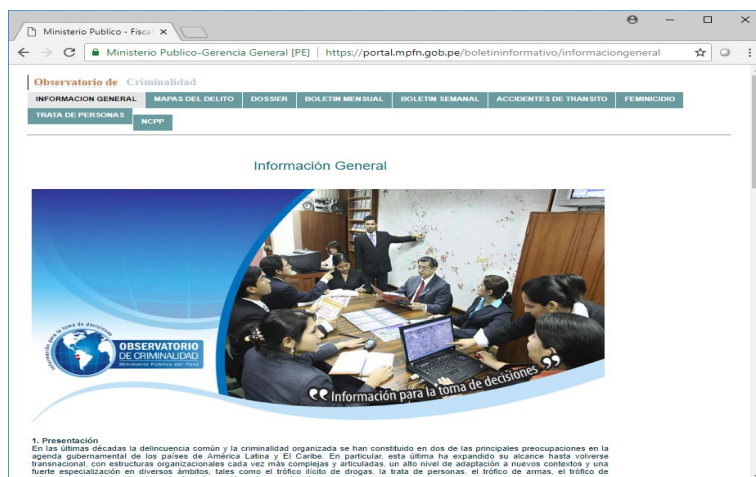 Ministerio Publico - Fisca
Ministerio Publico-Gerencia General [PE] | https://portal.mpfn.gob.pe/boletininformativo/informaciongeneral
Observatorio de Criminalidad
INFORMACION GENERAL MAPAS DEL DELITO DOSSIER BOLETIN MENSUAL BOLETIN SEMANAL ACCIDENTES DE TRANSITO FEMINICIDIO
TRATA DE PERSONAS NCPP
Información General
Información para la toma de decisiones
OBSERVATORIO
DE CRIMINALIDAD
Ministerio Público del Perú
“Información para la toma de decisiones”
1. Presentación
En las últimas décadas la delincuencia común y la criminalidad organizada se han constituido en dos de las principales preocupaciones en la
agenda gubernamental de los países de América Latina y El Caribe. En particular, esta última ha expandido su alcance hasta volverse
transnacional, con estructuras organizacionales cada vez más complejas y articuladas, un alto nivel de adaptación a nuevos contextos y una
fuerte especialización en diversos ámbitos, tales como el tráfico ilícito de drogas, la trata de personas, el tráfico de armas, el tráfico de